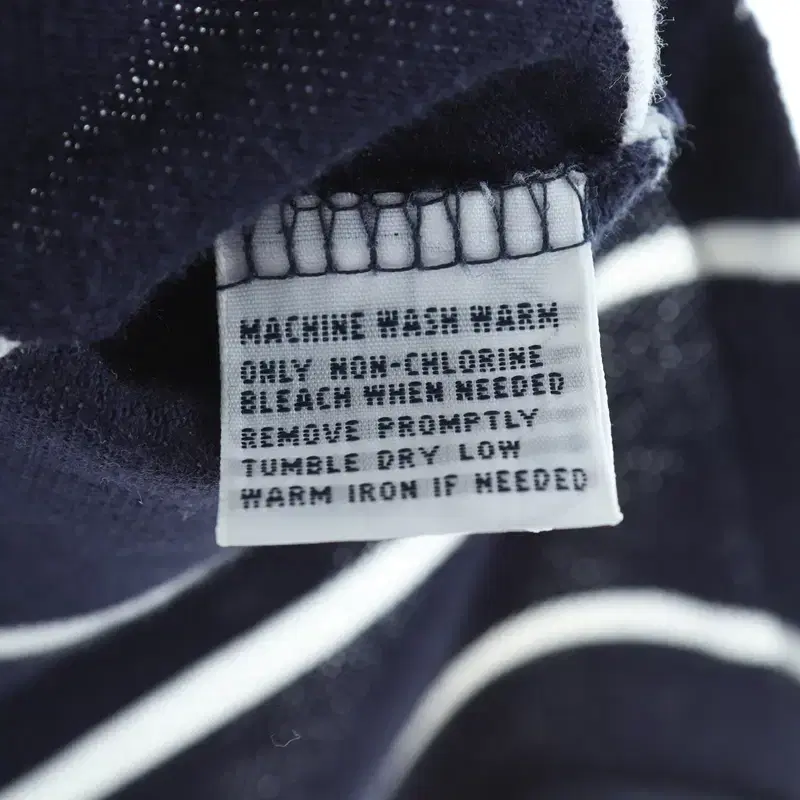 MACHINE WASH WARM
ONLY NON-CHLORINE
BLEACH WHEN NEEDED
REMOVE PROMPTLY
TUMBLE DRY LOW
WARM IRON IF NEEDED